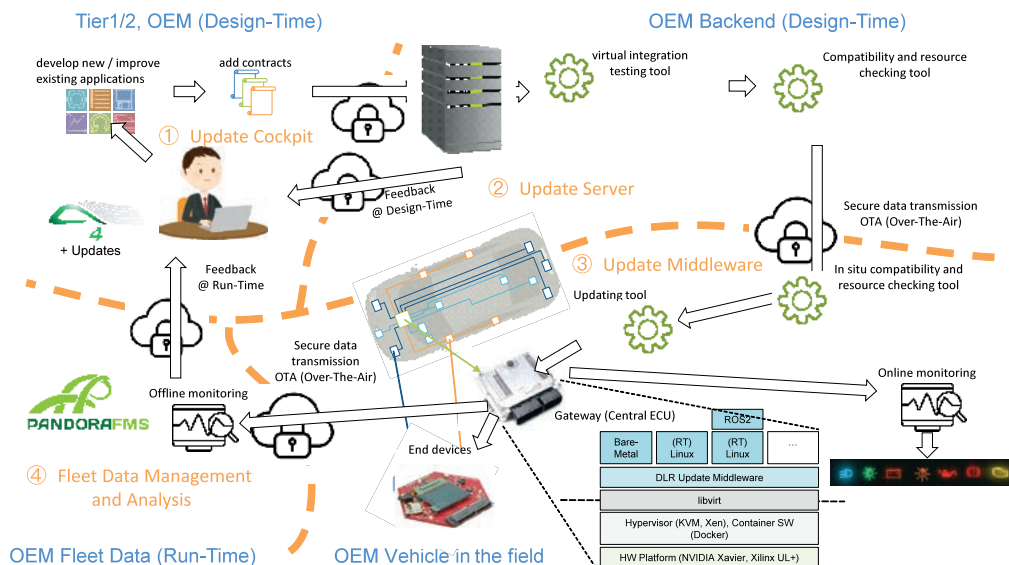 Tier1/2, OEM (Design-Time)
OEM Backend (Design-Time)
develop new / improve
existing applications
add contracts
virtual integration
testing tool
Compatibility and resource
checking tool
① Update Cockpit
Feedback
@ Design-Time
② Update Server
Secure data transmission
OTA (Over-The-Air)
4
+ Updates
Feedback
@ Run-Time
③ Update Middleware
Updating tool
In situ compatibility and
resource checking tool
Secure data
transmission
OTA (Over-The-Air)
Offline monitoring
PANDORAFMS
Online monitoring
Gateway (Central ECU)
End devices
④ Fleet Data Management
and Analysis
ROS2
Bare-
Metal
(RT)
Linux
(RT)
Linux
...
DLR Update Middleware
libvirt
Hypervisor (KVM, Xen), Container SW
(Docker)
HW Platform (NVIDIA Xavier, Xilinx UL+)
OEM Fleet Data (Run-Time)
OEM Vehicle in the field